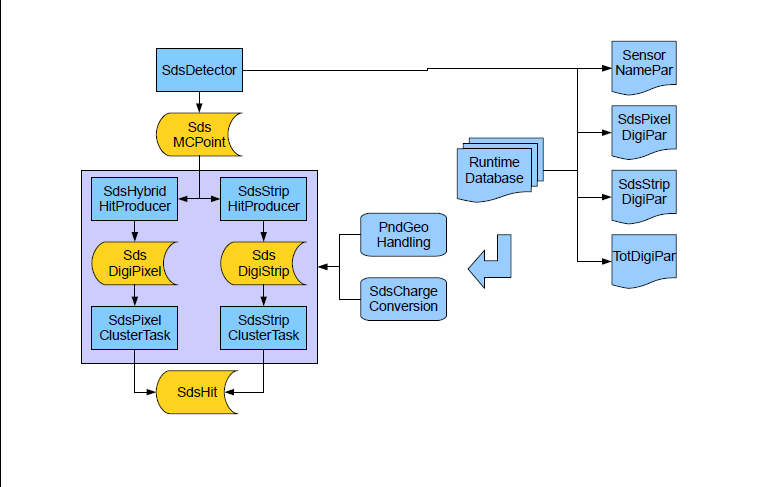 SdsDetector
Sds
MCPoint
SdsHybrid
HitProducer
SdsStrip
HitProducer
Sds
DigiPixel
Sds
DigiStrip
SdsPixel
ClusterTask
SdsStrip
ClusterTask
SdsHit
PndGeo
Handling
SdsCharge
Conversion
Runtime
Database
Sensor
NamePar
SdsPixel
DigiPar
SdsStrip
DigiPar
TotDigiPar